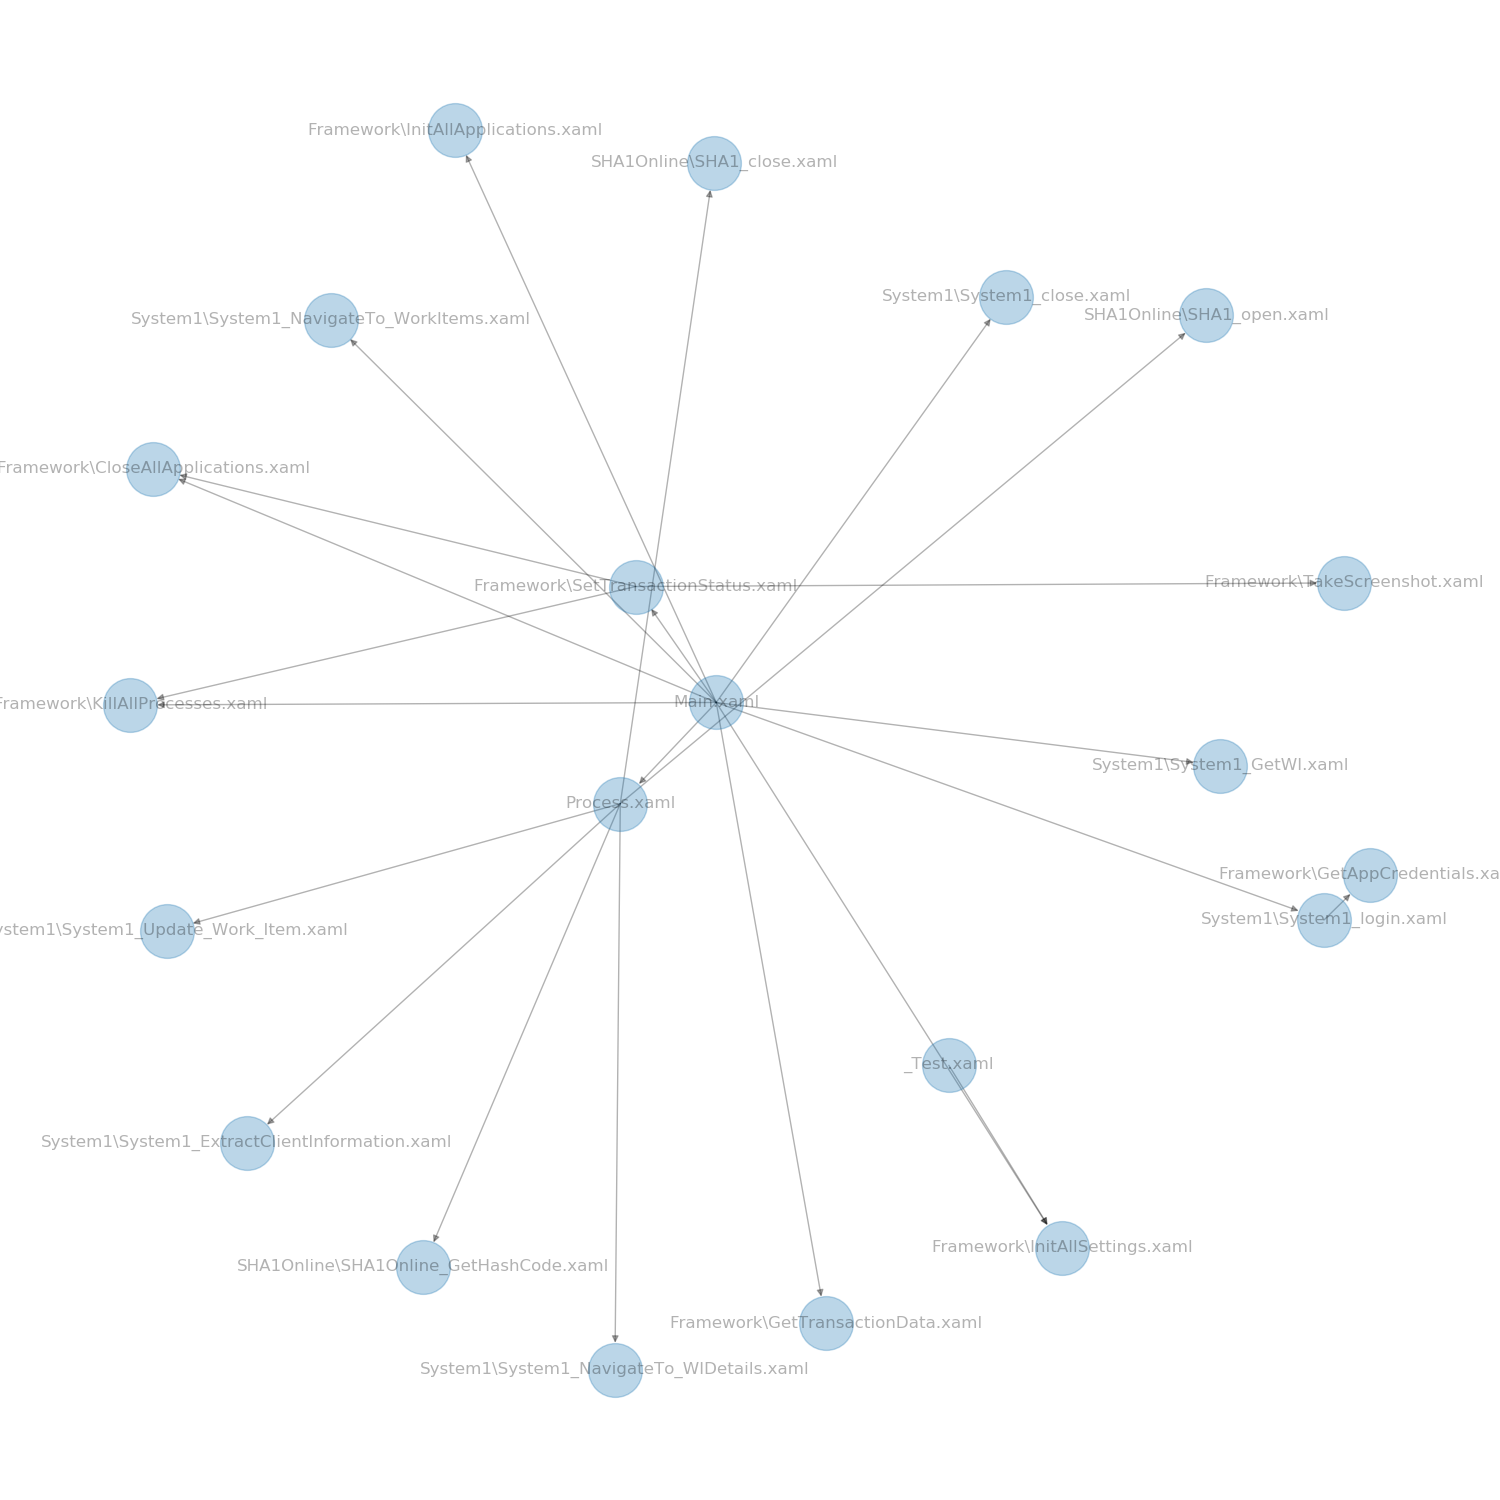 Framework\InitAllApplications.xaml
SHA1Online\SHA1_close.xaml
System1\System1_close.xaml
SHA1Online\SHA1_open.xaml
System1\System1_NavigateTo_WorkItems.xaml
Framework\CloseAllApplications.xaml
Framework\TakeScreenshot.xaml
Framework\SetTransactionStatus.xaml
Main.xaml
Framework\KillAllProcesses.xaml
System1\System1_GetWI.xaml
Process.xaml
Framework\GetAppCredentials.xa
System1\System1_login.xaml
ystem1\System1_Update_Work_Item.xaml
_Test.xaml
System1\System1_ExtractClientInformation.xaml
Framework\InitAllSettings.xaml
SHA1Online\SHA1Online_GetHashCode.xaml
Framework\GetTransactionData.xaml
System1\System1_NavigateTo_WIDetails.xaml